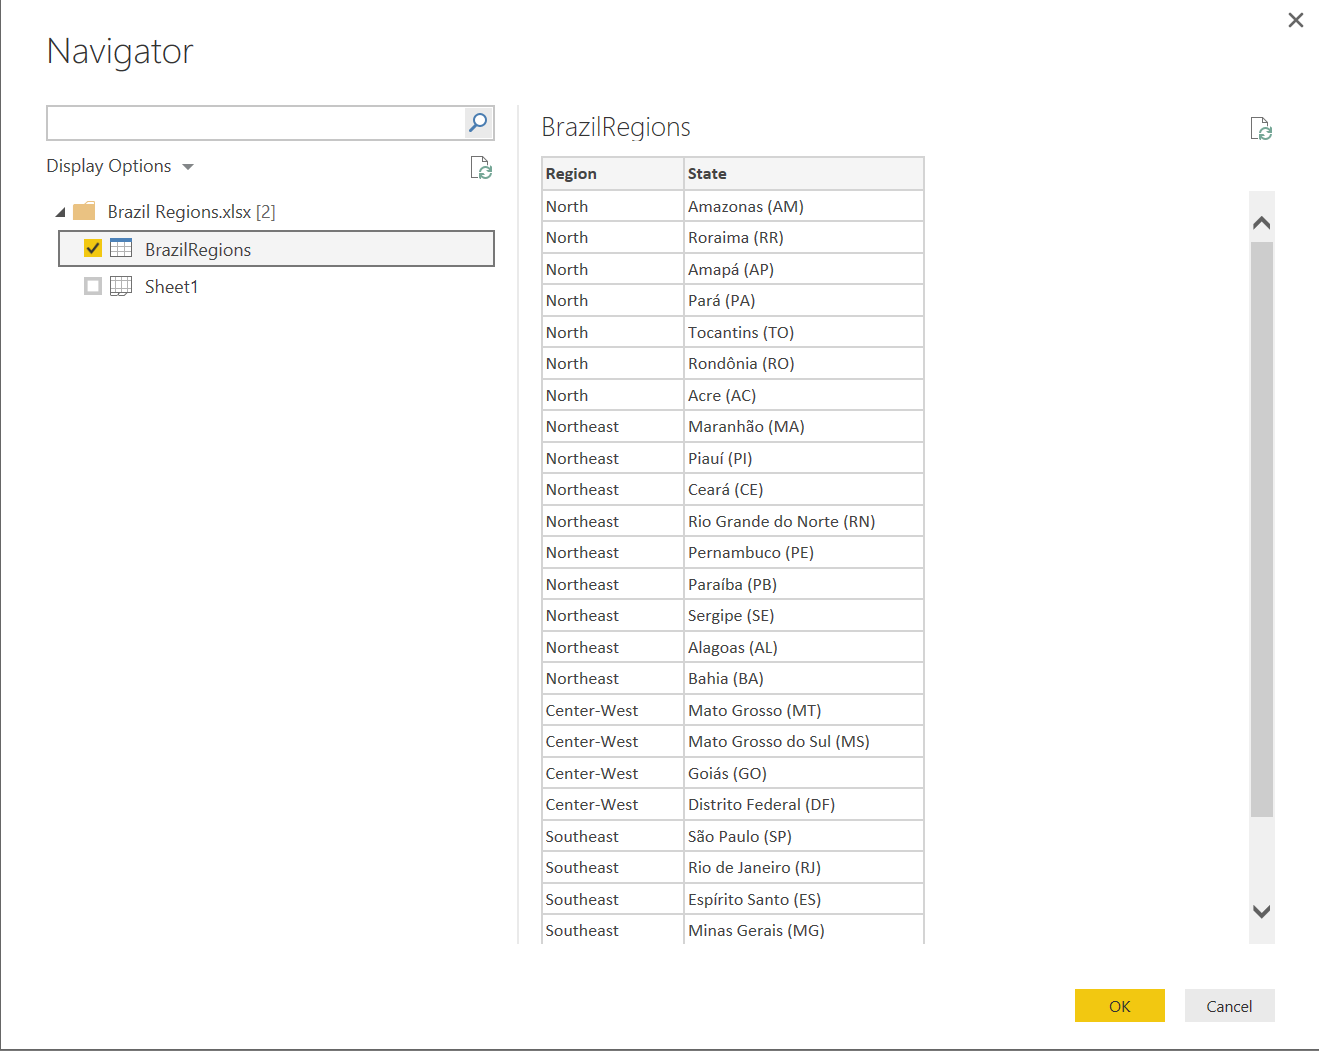 Navigator
Display Options
Brazil Regions.xlsx [2]
BrazilRegions
Sheet1
BrazilRegions
Region State
North Amazonas (AM)
North Roraima (RR)
North Amapá (AP)
North Pará (PA)
North Tocantins (TO)
North Rondônia (RO)
North Acre (AC)
Northeast Maranhão (MA)
Northeast Piauí (PI)
Northeast Ceará (CE)
Northeast Rio Grande do Norte (RN)
Northeast Pernambuco (PE)
Northeast Paraíba (PB)
Northeast Sergipe (SE)
Northeast Alagoas (AL)
Northeast Bahia (BA)
Center-West Mato Grosso (MT)
Center-West Mato Grosso do Sul (MS)
Center-West Goiás (GO)
Center-West Distrito Federal (DF)
Southeast São Paulo (SP)
Southeast Rio de Janeiro (RJ)
Southeast Espírito Santo (ES)
Southeast Minas Gerais (MG)
OK Cancel